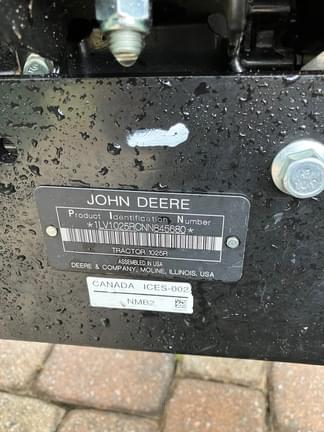 JOHN DEERE
Product Identification Number
*1LV1025RCNN845680*
TRACTOR 1025R
ASSEMBLED IN USA
DEERE & COMPANY, MOLINE, ILLINOIS, USA
CANADA ICES-002
NMB2